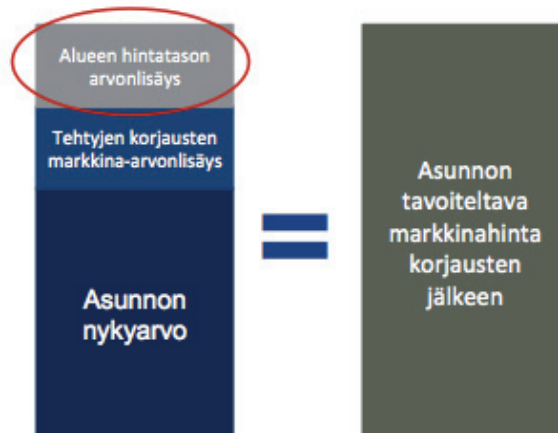 Alueen hintatason
arvonlisäys
Tehtyjen korjausten
markkina-arvonlisäys
Asunnon
nykyarvo
Asunnon
tavoiteltava
markkinahinta
korjausten
jälkeen